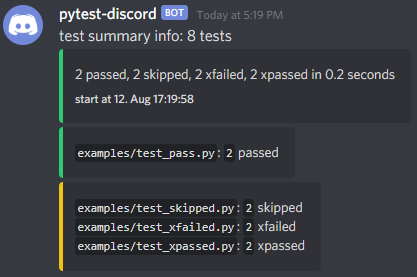 pytest-discord BOT Today at 5:19 PM
test summary info: 8 tests
2 passed, 2 skipped, 2 xfailed, 2 xpassed in 0.2 seconds
start at 12. Aug 17:19:58
examples/test_pass.py: 2 passed
examples/test_skipped.py: 2 skipped
examples/test_xfailed.py: 2 xfailed
examples/test_xpassed.py: 2 xpassed